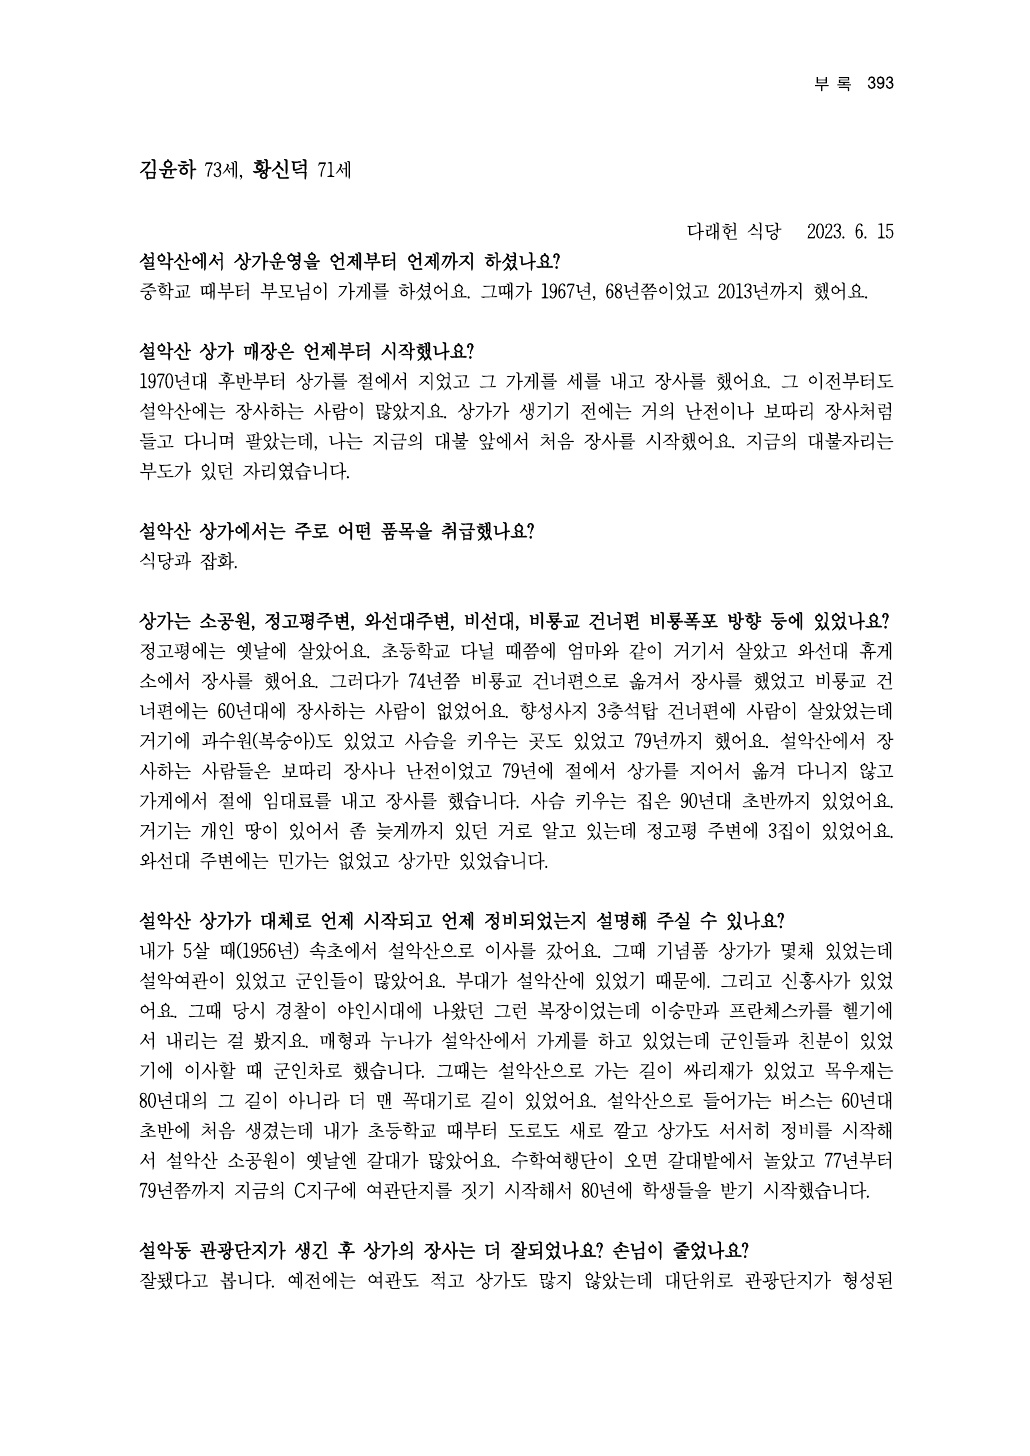 부 록 393
김윤하 73세, 황신덕 71세
다래헌 식당 2023. 6. 15
설악산에서 상가운영을 언제부터 언제까지 하셨나요?
중학교 때부터 부모님이 가게를 하셨어요. 그때가 1967년, 68년쯤이었고 2013년까지 했어요.
설악산 상가 매장은 언제부터 시작했나요?
1970년대 후반부터 상가를 절에서 지었고 그 가게를 세를 내고 장사를 했어요. 그 이전부터도
설악산에는 장사하는 사람이 많았지요. 상가가 생기기 전에는 거의 난전이나 보따리 장사처럼
들고 다니며 팔았는데, 나는 지금의 대불 앞에서 처음 장사를 시작했어요. 지금의 대불자리는
부도가 있던 자리였습니다.
설악산 상가에서는 주로 어떤 품목을 취급했나요?
식당과 잡화.
상가는 소공원, 정고평주변, 와선대주변, 비선대, 비룡교 건너편 비룡폭포 방향 등에 있었나요?
정고평에는 옛날에 살았어요. 초등학교 다닐 때쯤에 엄마와 같이 거기서 살았고 와선대 휴게
소에서 장사를 했어요. 그러다가 74년쯤 비룡교 건너편으로 옮겨서 장사를 했었고 비룡교 건
너편에는 60년대에 장사하는 사람이 없었어요. 향성사지 3층석탑 건너편에 사람이 살았었는데
거기에 과수원(복숭아)도 있었고 사슴을 키우는 곳도 있었고 79년까지 했어요. 설악산에서 장
사하는 사람들은 보따리 장사나 난전이었고 79년에 절에서 상가를 지어서 옮겨 다니지 않고
가게에서 절에 임대료를 내고 장사를 했습니다. 사슴 키우는 집은 90년대 초반까지 있었어요.
거기는 개인 땅이 있어서 좀 늦게까지 있던 거로 알고 있는데 정고평 주변에 3집이 있었어요.
와선대 주변에는 민가는 없었고 상가만 있었습니다.
설악산 상가가 대체로 언제 시작되고 언제 정비되었는지 설명해 주실 수 있나요?
내가 5살 때(1956년) 속초에서 설악산으로 이사를 갔어요. 그때 기념품 상가가 몇채 있었는데
설악여관이 있었고 군인들이 많았어요. 부대가 설악산에 있었기 때문에. 그리고 신흥사가 있었
어요. 그때 당시 경찰이 야인시대에 나왔던 그런 복장이었는데 이승만과 프란체스카를 헬기에
서 내리는 걸 봤지요. 매형과 누나가 설악산에서 가게를 하고 있었는데 군인들과 친분이 있었
기에 이사할 때 군인차로 했습니다. 그때는 설악산으로 가는 길이 싸리재가 있었고 목우재는
80년대의 그 길이 아니라 더 맨 꼭대기로 길이 있었어요. 설악산으로 들어가는 버스는 60년대
초반에 처음 생겼는데 내가 초등학교 때부터 도로도 새로 깔고 상가도 서서히 정비를 시작해
서 설악산 소공원이 옛날엔 갈대가 많았어요. 수학여행단이 오면 갈대밭에서 놀았고 77년부터
79년쯤까지 지금의 C지구에 여관단지를 짓기 시작해서 80년에 학생들을 받기 시작했습니다.
설악동 관광단지가 생긴 후 상가의 장사는 더 잘되었나요? 손님이 줄었나요?
잘됐다고 봅니다. 예전에는 여관도 적고 상가도 많지 않았는데 대단위로 관광단지가 형성된